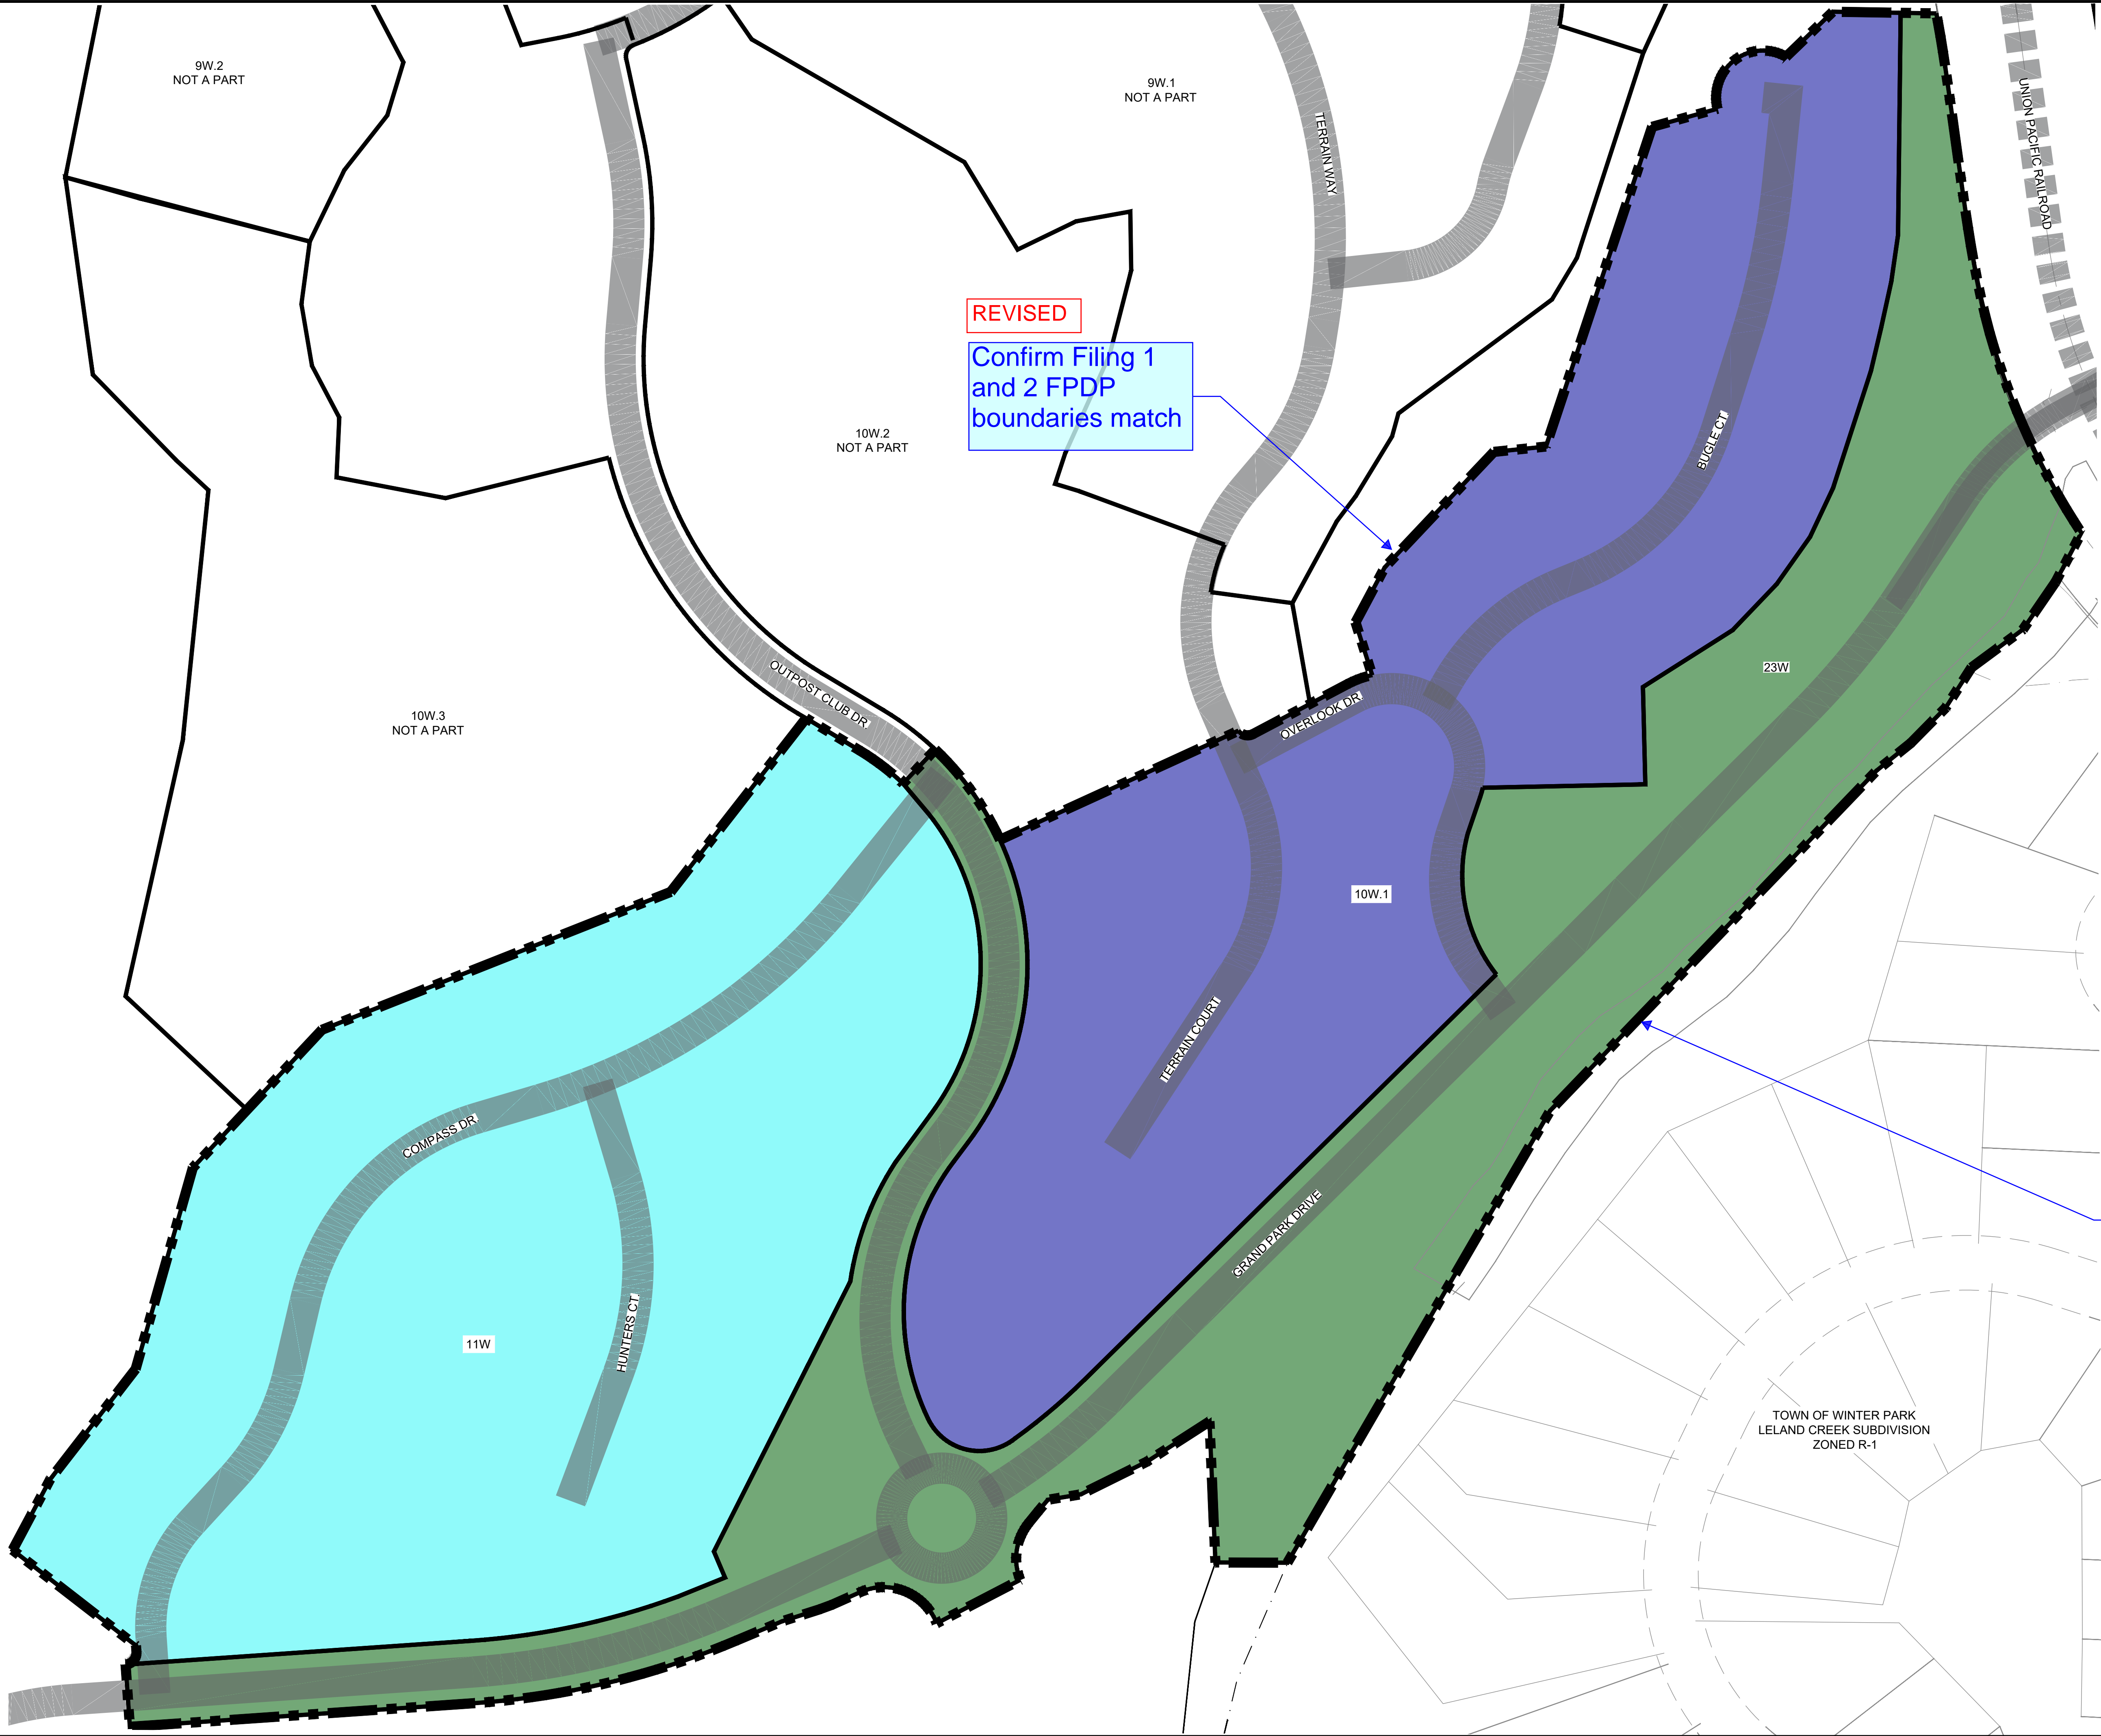 9W.2
NOT A PART
9W.1
NOT A PART
TERRAIN WAY
UNION PACIFIC RAILROAD
REVISED
Confirm Filing 1
and 2 FPDP
boundaries match
10W.2
NOT A PART
BUGLE CT.
23W
OUTPOST CLUB DR.
OVERLOOK DR.
10W.3
NOT A PART
10W.1
TERRAIN COURT
COMPASS DR.
GRAND PARK DRIVE
HUNTERS CT.
11W
TOWN OF WINTER PARK
LELAND CREEK SUBDIVISION
ZONED R-1